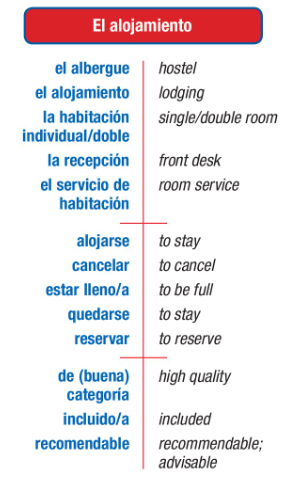 El alojamiento
el albergue hostel
el alojamiento lodging
la habitación single/double room
individual/doble
la recepción front desk
el servicio de room service
habitación
alojarse to stay
cancelar to cancel
estar lleno/a to be full
quedarse to stay
reservar to reserve
de (buena) high quality
categoría
incluido/a included
recomendable recommendable;
advisable